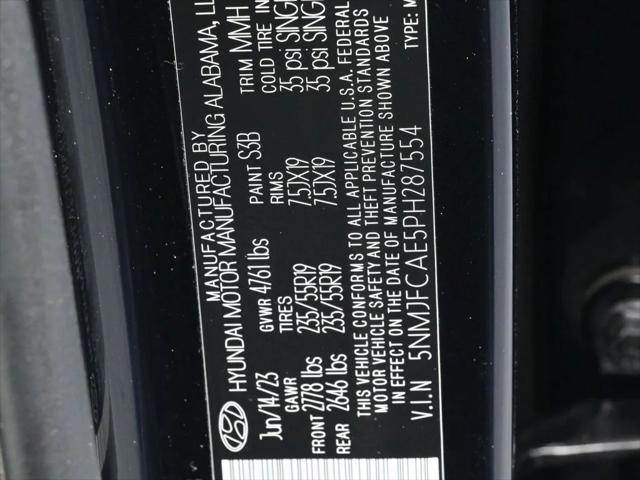 MANUFACTURED BY
HYUNDAI MOTOR MANUFACTURING ALABAMA, LL
Jun/14/23 GVWR 4761 lbs PAINT S3B TRIM MMH
GAWR TIRES RIMS COLD TIRE IN
FRONT 2778 lbs 235/55R19 7.5JX19 35 psi SINGL
REAR 2646 lbs 235/55R19 7.5JX19 35 psi SINGL
THIS VEHICLE CONFORMS TO ALL APPLICABLE U.S.A. FEDERAL
MOTOR VEHICLE SAFETY AND THEFT PREVENTION STANDARDS
IN EFFECT ON THE DATE OF MANUFACTURE SHOWN ABOVE
V.I.N 5NMJFCAE5PH287554 TYPE: M